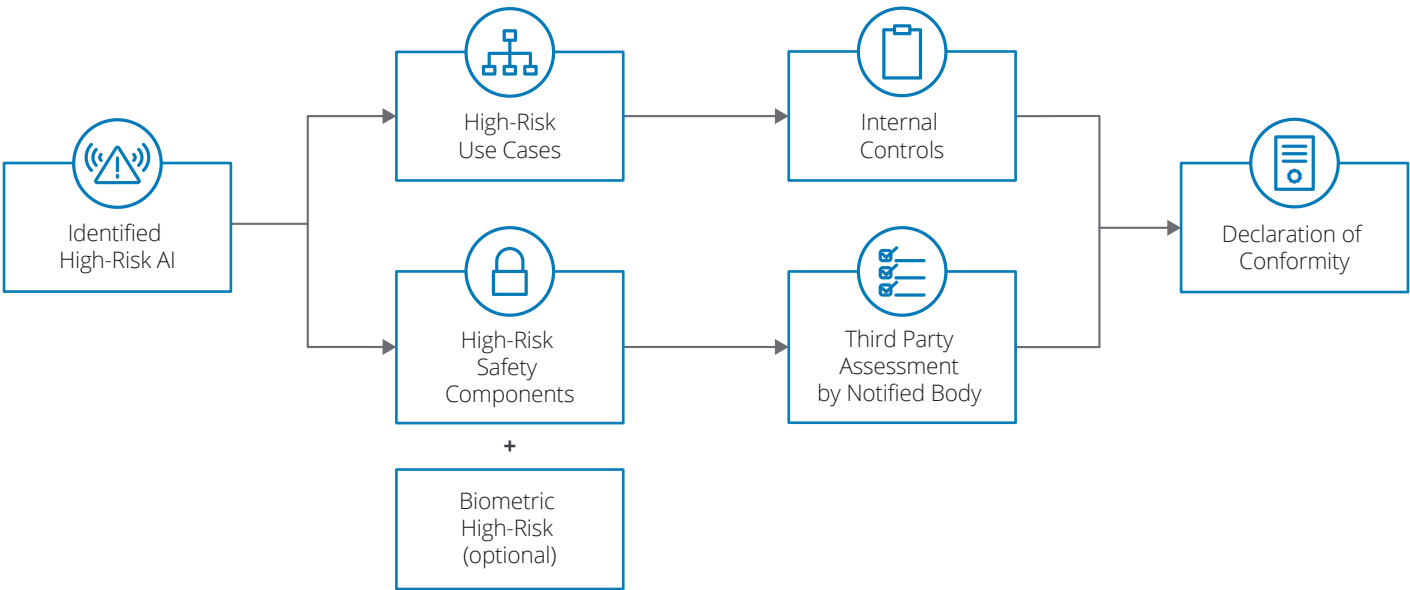 Identified
High-Risk AI
High-Risk
Use Cases
Internal
Controls
High-Risk
Safety
Components
+
Biometric
High-Risk
(optional)
Third Party
Assessment
by Notified Body
Declaration of
Conformity